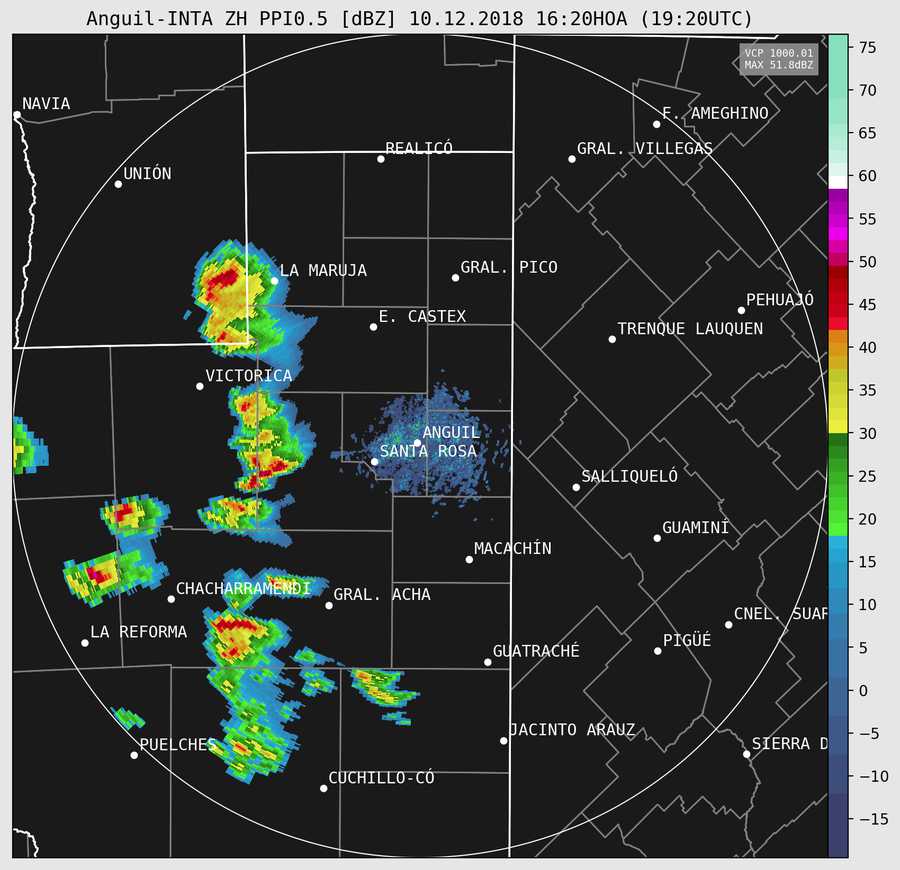 Anguil-INTA ZH PPI0.5 [dBZ] 10.12.2018 16:20HOA (19:20UTC)
VCP 1000.01
MAX 51.8dBZ
75
70
65
60
55
50
45
40
35
30
25
20
15
10
5
0
−5
−10
−15
NAVIA
F. AMEGHINO
REALICÓ
GRAL. VILLEGAS
UNIÓN
LA MARUJA
GRAL. PICO
PEHUAJÓ
E. CASTEX
TRENQUE LAUQUEN
VICTORICA
ANGUIL
SANTA ROSA
SALLIQUELÓ
GUAMINÍ
MACACHÍN
CHACHARRAMENDI
GRAL. ACHA
CNEL. SUAR
LA REFORMA
PIGÜÉ
GUATRACHÉ
JACINTO ARAUZ
PUELCHES
SIERRA D
CUCHILLO-CÓ